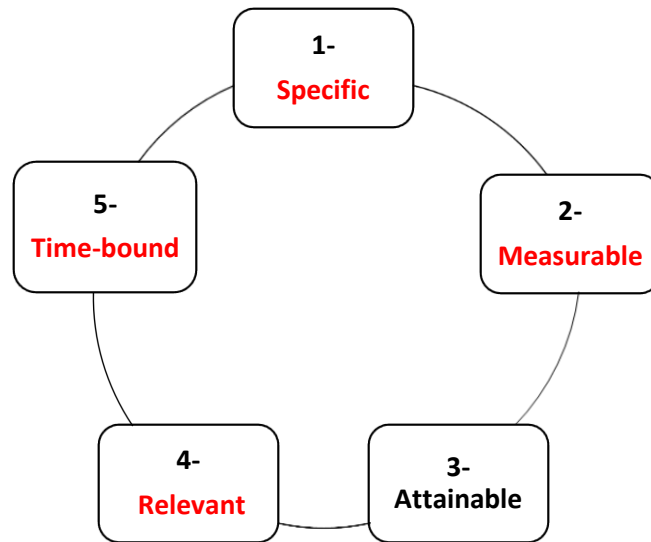 1-
Specific
2-
Measurable
3-
Attainable
4-
Relevant
5-
Time-bound